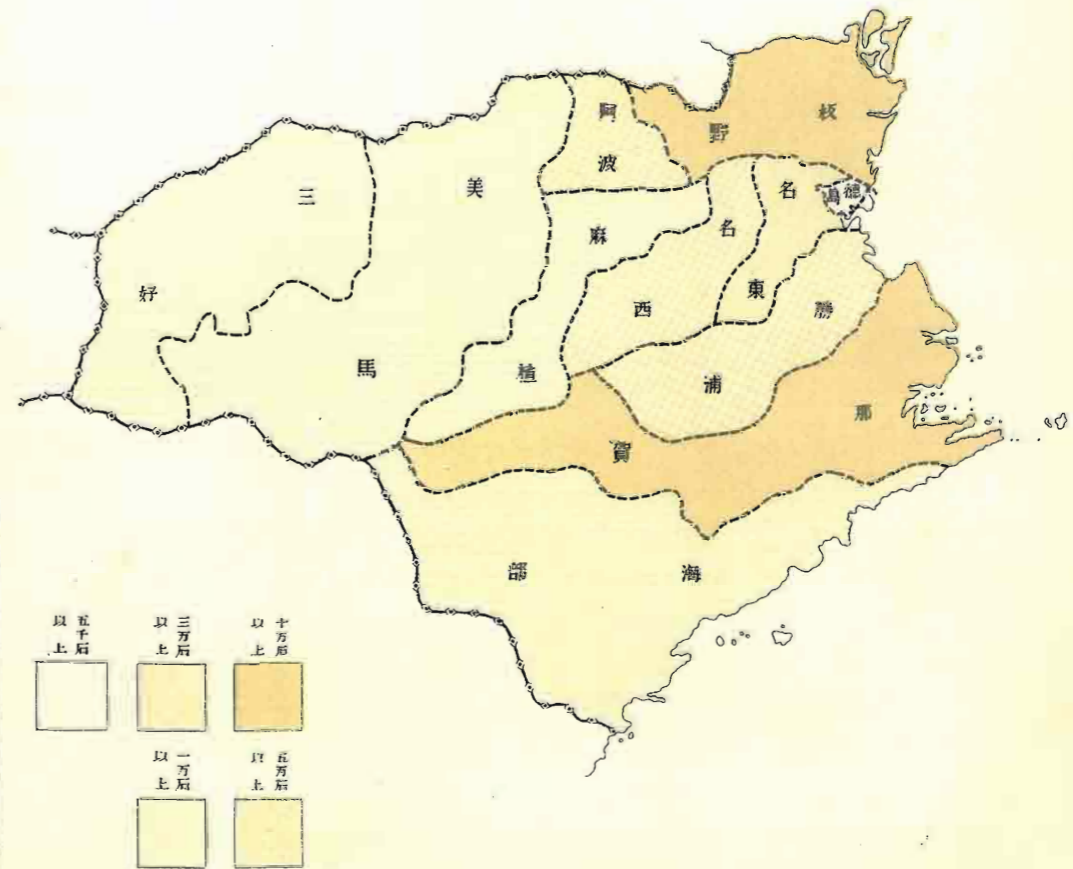 板野
阿波
美馬
三好
德島
名東
名西
麻植
勝浦
那賀
海部
十万石
以上
三万石
以上
五千石
以上
五万石
以上
一万石
以上